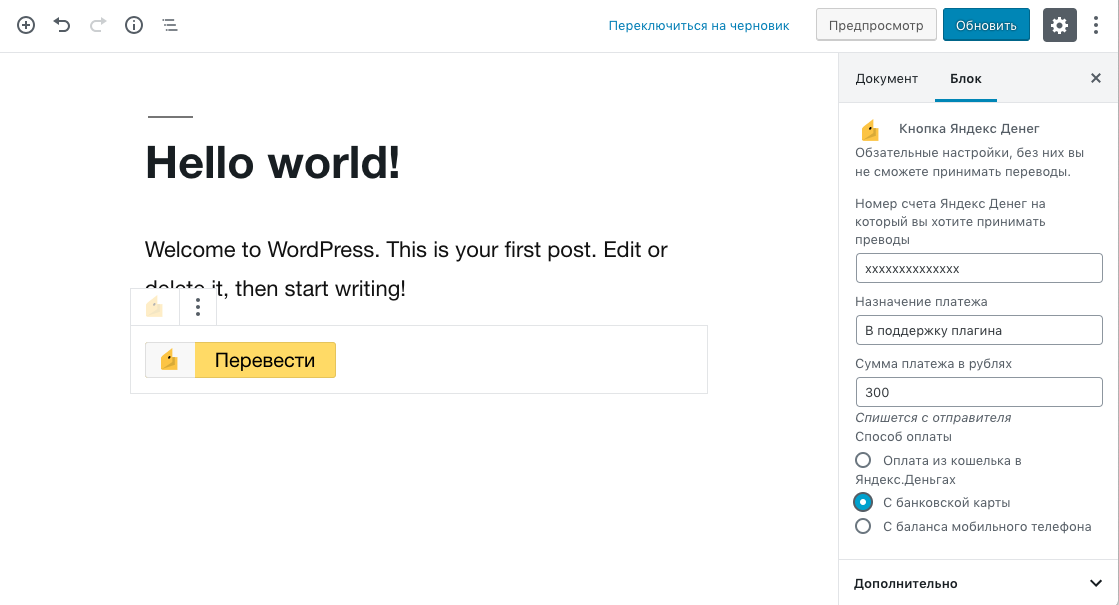 Переключиться на черновик
Предпросмотр
Обновить
Hello world!
Welcome to WordPress. This is your first post. Edit or
delete it, then start writing!
Перевести
Документ
Блок
Кнопка Яндекс Денег
Обзательные настройки, без них вы
не сможете принимать переводы.
Номер счета Яндекс Денег на
который вы хотите принимать
преводы
xxxxxxxxxxxxxx
Назначение платежа
В поддержку плагина
Сумма платежа в рублях
300
Спишется с отправителя
Способ оплаты
Оплата из кошелька в
Яндекс.Деньгах
С банковской карты
С баланса мобильного телефона
Дополнительно